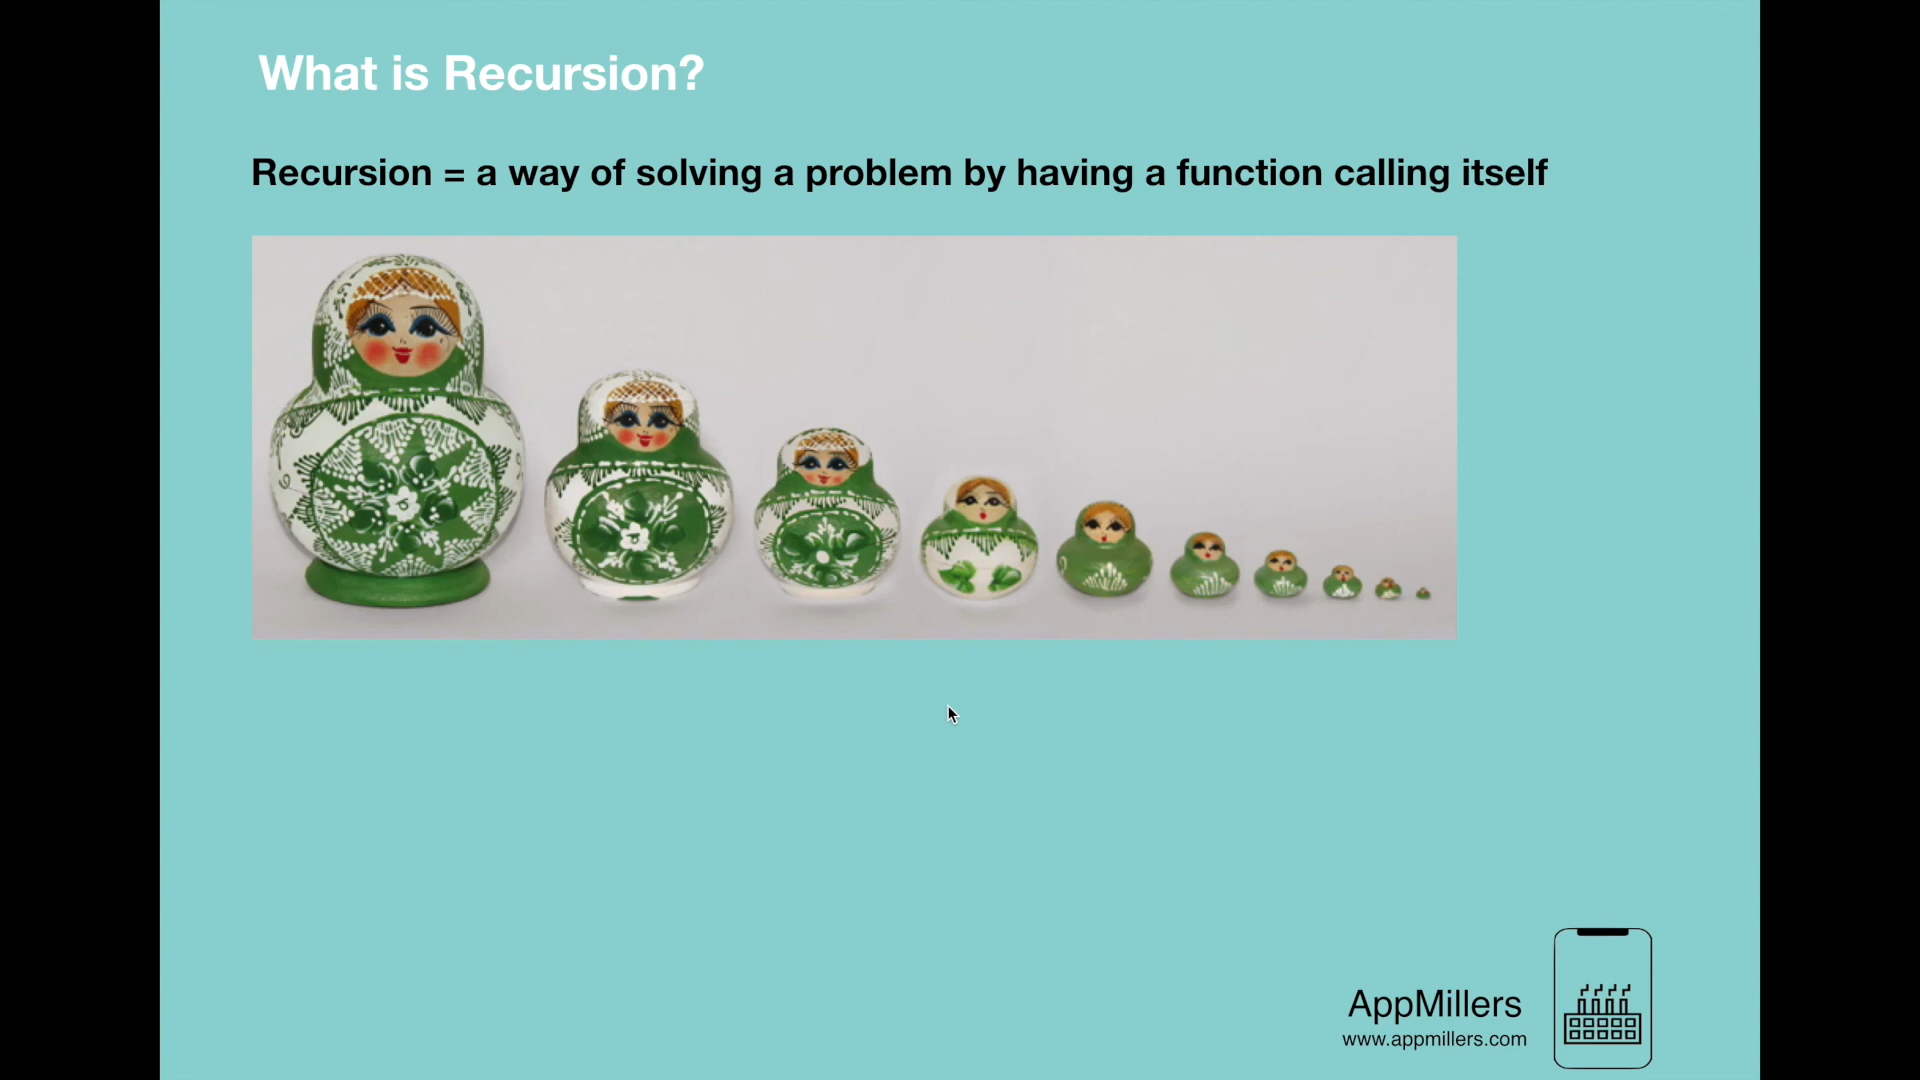 What is Recursion?
Recursion = a way of solving a problem by having a function calling itself
AppMillers
www.appmillers.com